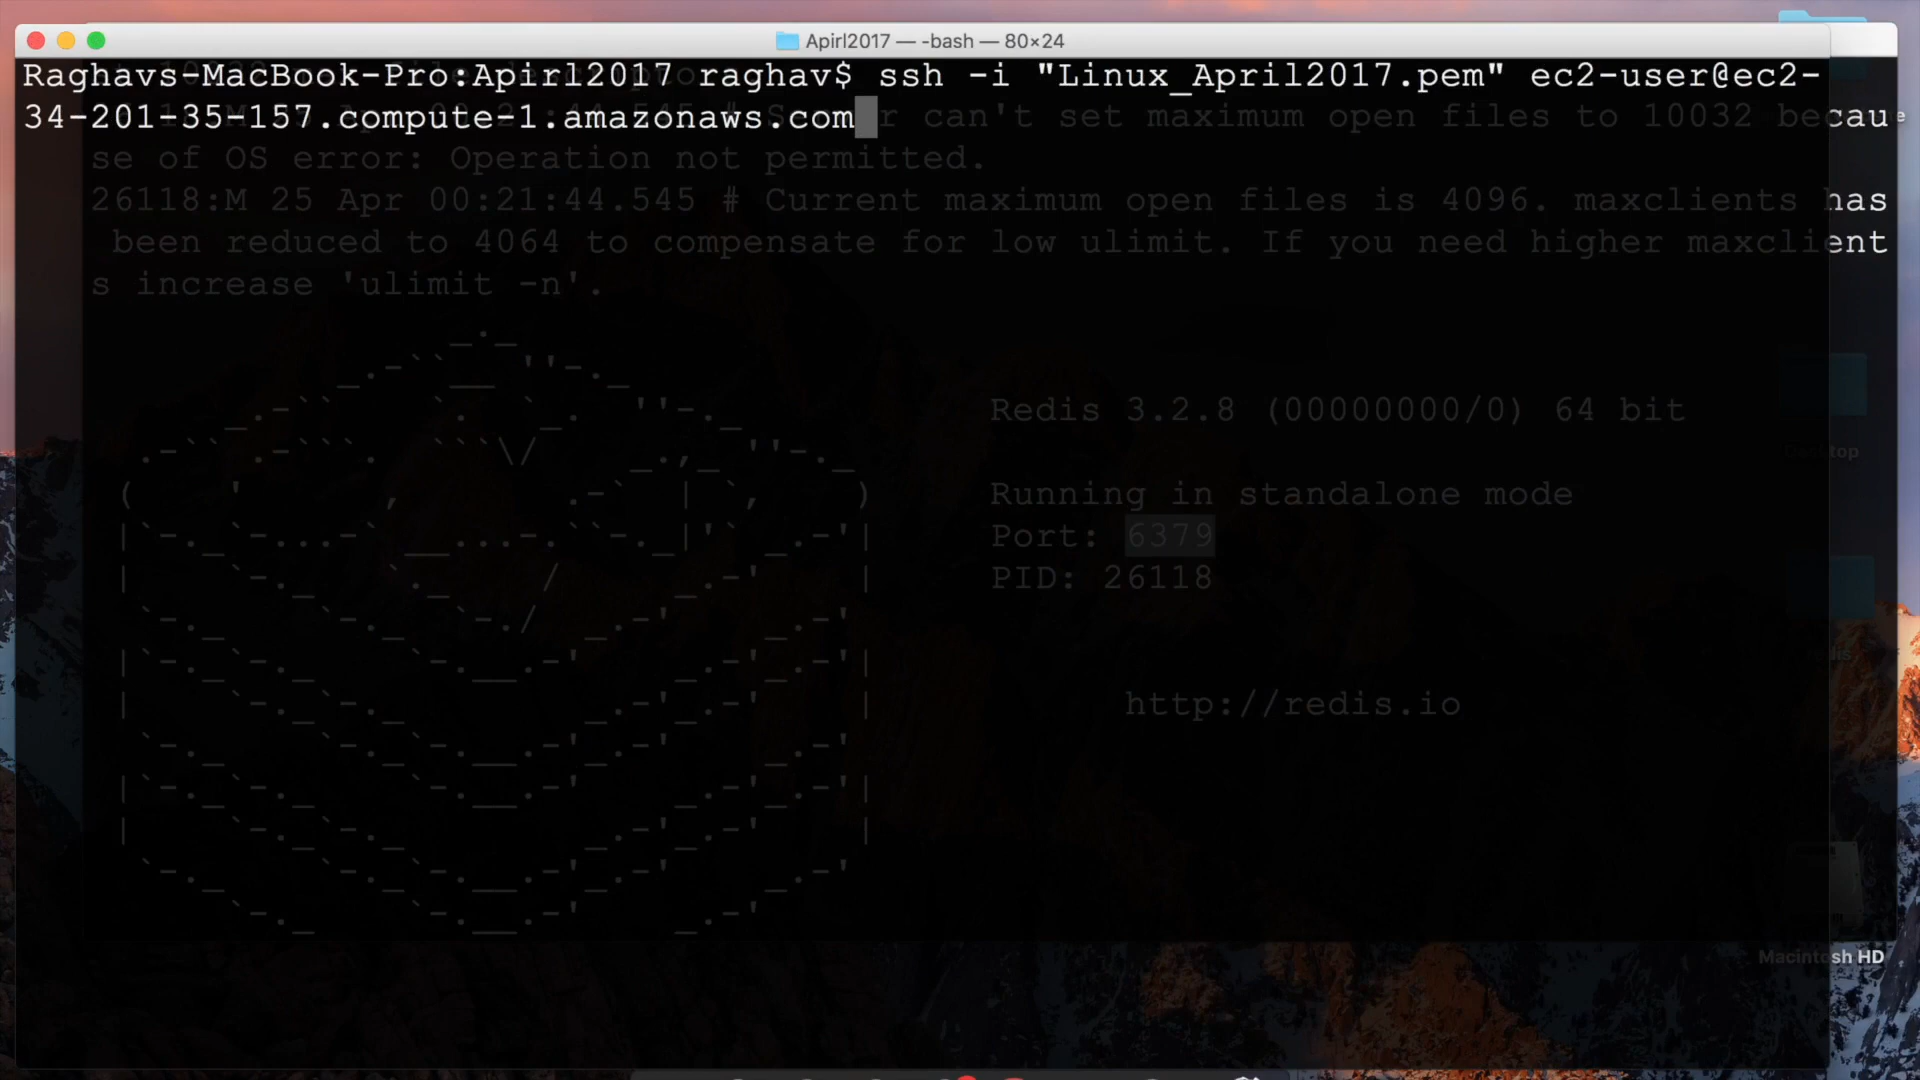 Apirl2017 — -bash — 80×24
Raghavs-MacBook-Pro:Apirl2017 raghav$ ssh -i "Linux_April2017.pem" ec2-user@ec2-
34-201-35-157.compute-1.amazonaws.com
r can't set maximum open files to 10032 becau
se of OS error: Operation not permitted.
26118:M 25 Apr 00:21:44.545 # Current maximum open files is 4096. maxclients has
been reduced to 4064 to compensate for low ulimit. If you need higher maxclient
s increase 'ulimit -n'.
Redis 3.2.8 (00000000/0) 64 bit
Running in standalone mode
Port: 6379
PID: 26118
http://redis.io
Macintosh HD